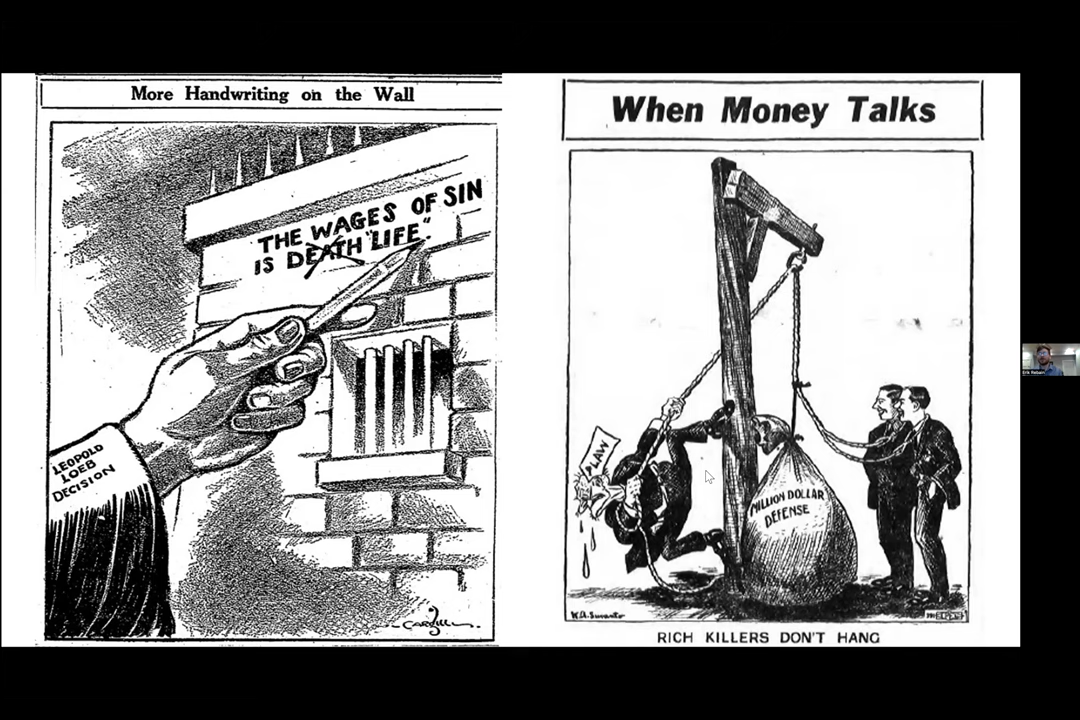 More Handwriting on the Wall
THE WAGES OF SIN
IS DEATH "LIFE".
LEOPOLD
LOEB
DECISION
CARGILL
When Money Talks
LAW
MILLION DOLLAR
DEFENSE
RICH KILLERS DON'T HANG